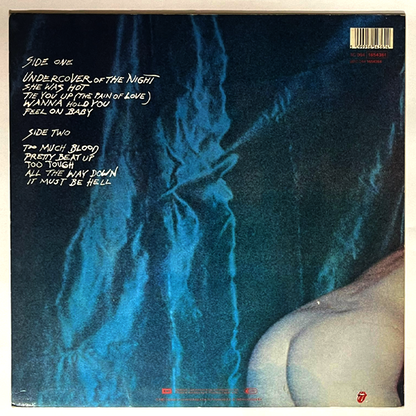 SIDE ONE
UNDERCOVER OF THE NIGHT
SHE WAS HOT
TIE YOU UP (THE PAIN OF LOVE)
WANNA HOLD YOU
FEEL ON BABY
SIDE TWO
TOO MUCH BLOOD
PRETTY BEAT UP
TOO TOUGH
ALL THE WAY DOWN
IT MUST BE HELL